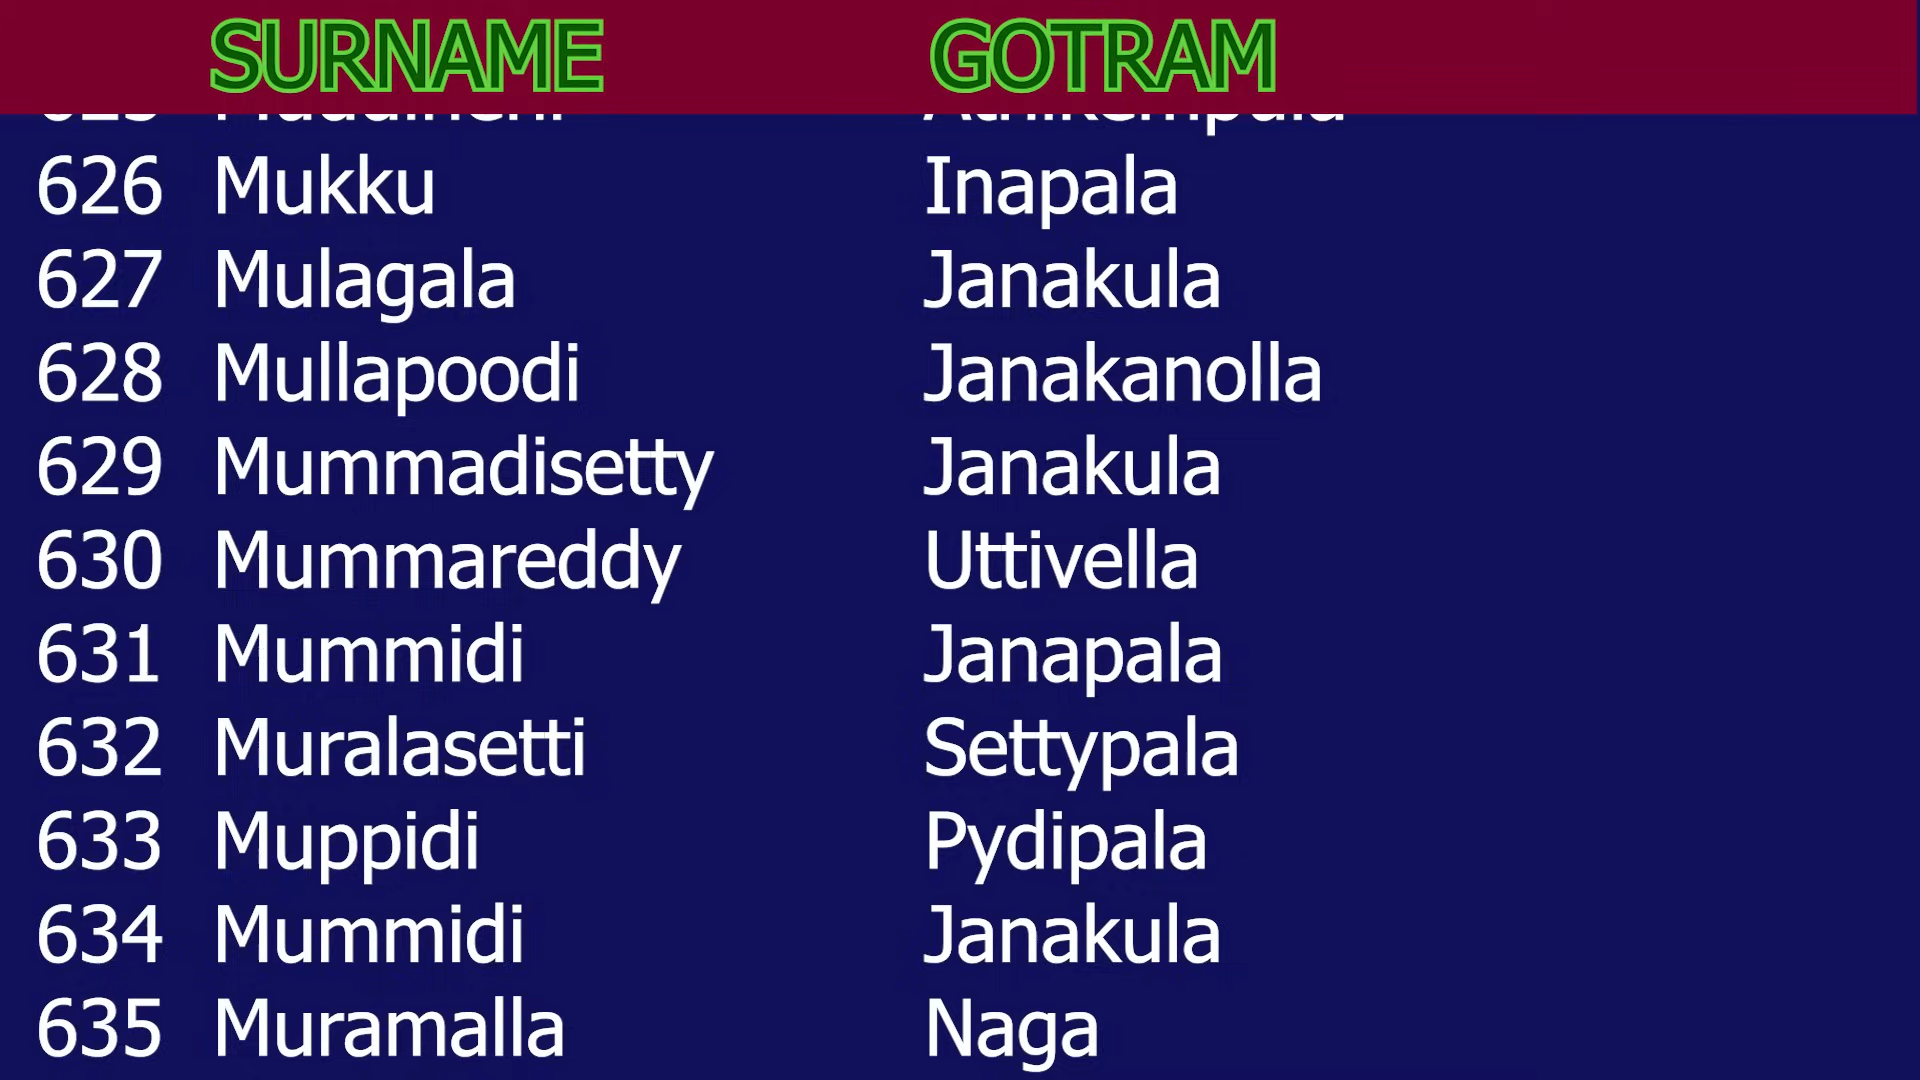 SURNAME GOTRAM
626 Mukku Inapala
627 Mulagala Janakula
628 Mullapoodi Janakanolla
629 Mummadisetty Janakula
630 Mummareddy Uttivella
631 Mummidi Janapala
632 Muralasetti Settypala
633 Muppidi Pydipala
634 Mummidi Janakula
635 Muramalla Naga